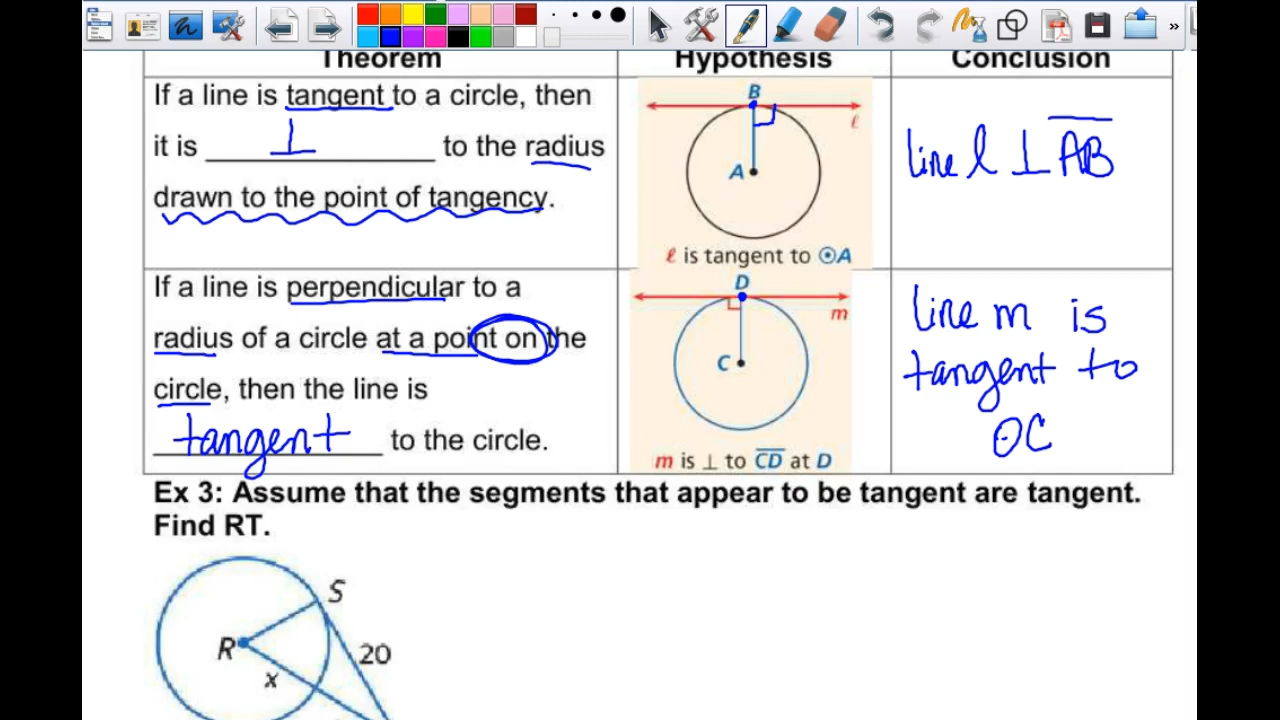 Theorem
Hypothesis
Conclusion
If a line is tangent to a circle, then
it is ⊥ to the radius
drawn to the point of tangency.
B
ℓ
A
ℓ is tangent to ⊙A
line ℓ ⊥ A̅B̅
If a line is perpendicular to a
radius of a circle at a point on the
circle, then the line is
tangent to the circle.
D
m
C
m is ⊥ to C̅D̅ at D
line m is
tangent to
⊙C
Ex 3: Assume that the segments that appear to be tangent are tangent.
Find RT.
S
R
20
x